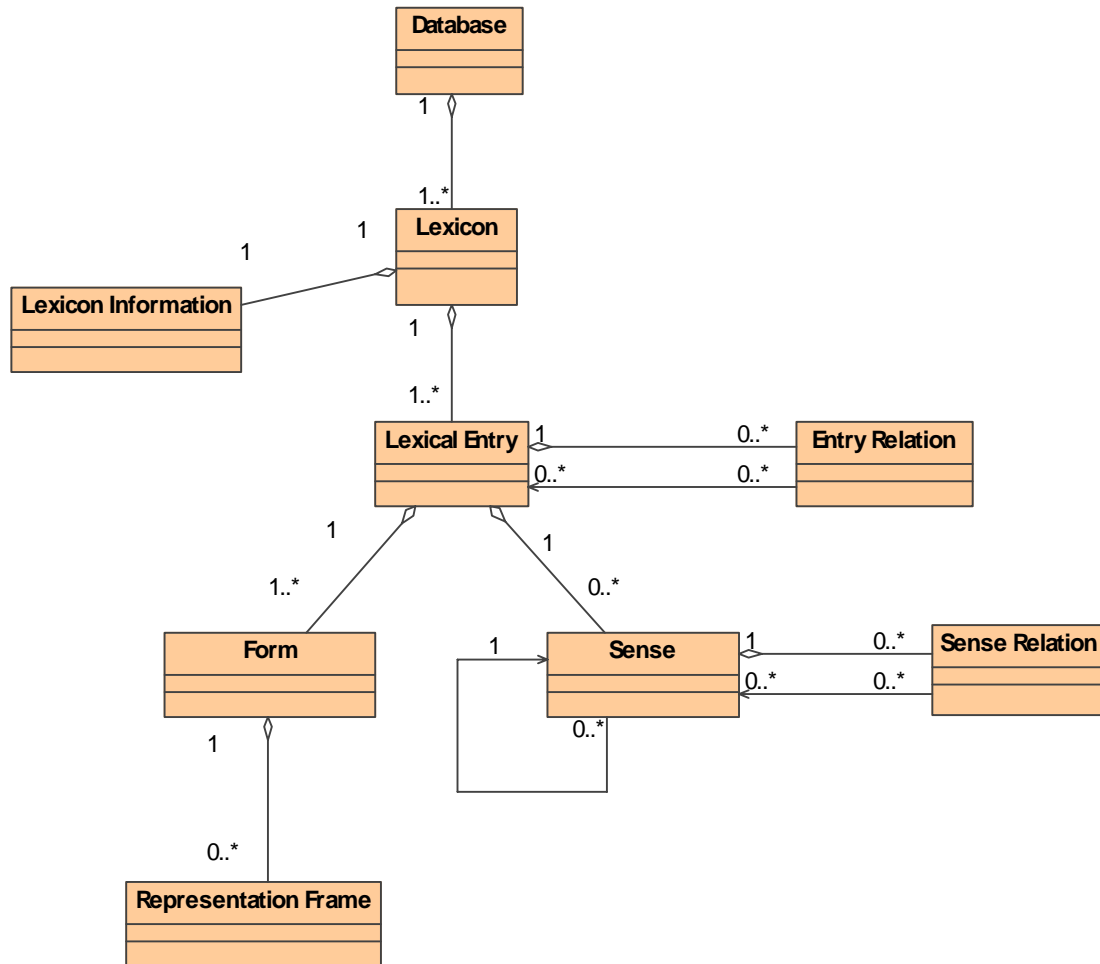 Database
1
1..*
Lexicon
1
1
Lexicon Information
1
1..*
Lexical Entry
1
0..*
Entry Relation
0..*
0..*
1
1
1..*
0..*
Form
Sense
1
1
0..*
Sense Relation
0..*
0..*
0..*
1
0..*
Representation Frame